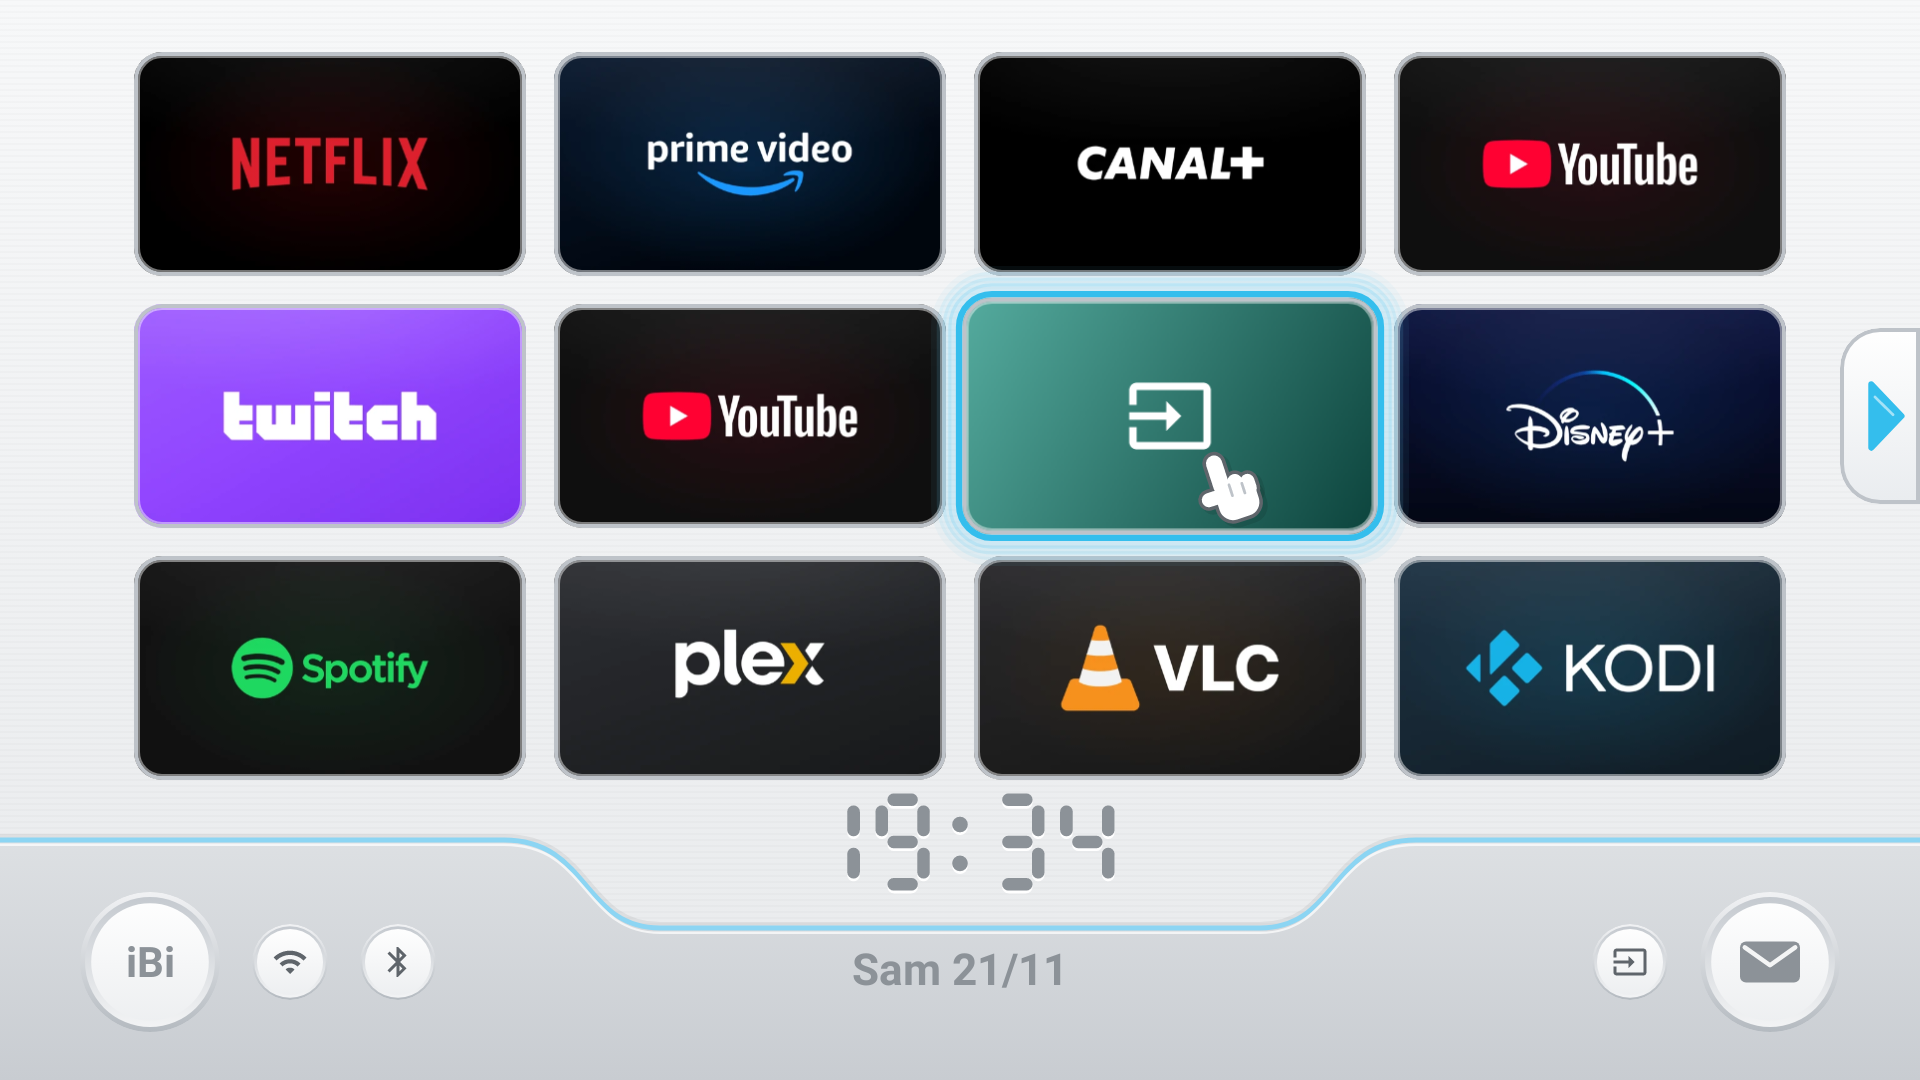 NETFLIX
prime video
CANAL+
YouTube
twitch
YouTube
Disney+
Spotify
plex
VLC
KODI
19:34
iBi
Sam 21/11